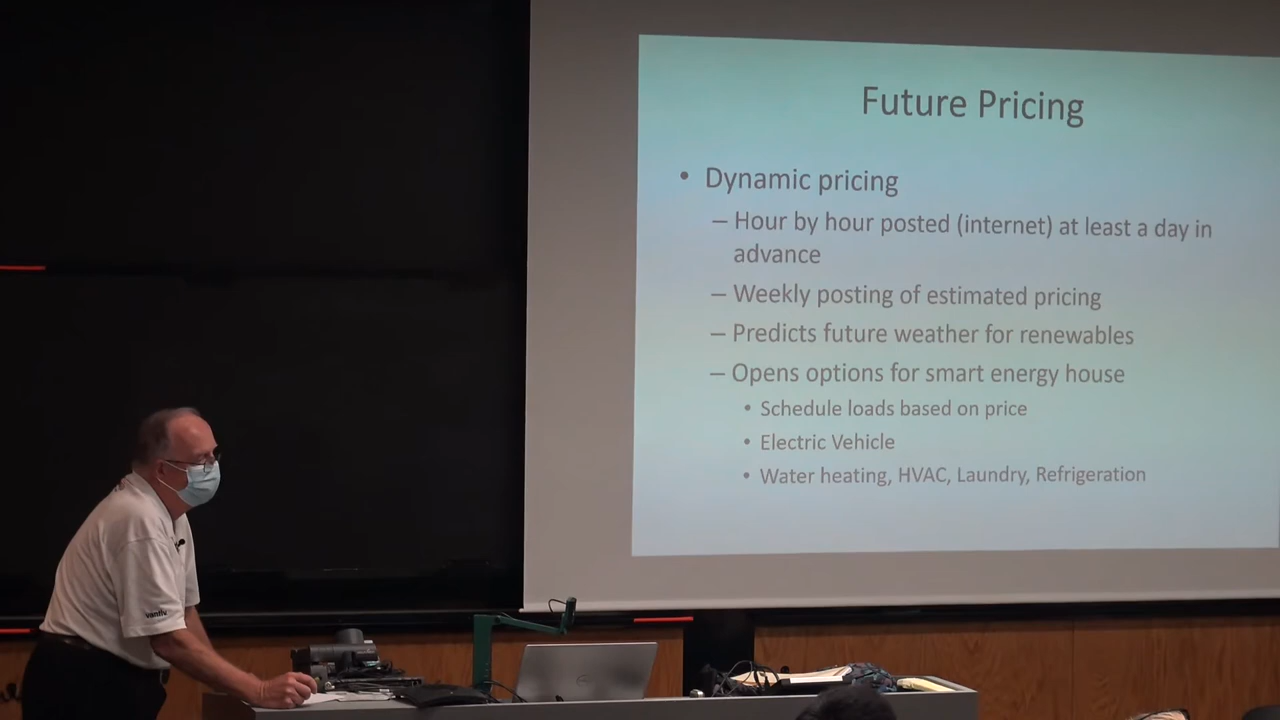 Future Pricing
• Dynamic pricing
– Hour by hour posted (internet) at least a day in
advance
– Weekly posting of estimated pricing
– Predicts future weather for renewables
– Opens options for smart energy house
• Schedule loads based on price
• Electric Vehicle
• Water heating, HVAC, Laundry, Refrigeration
vantiv